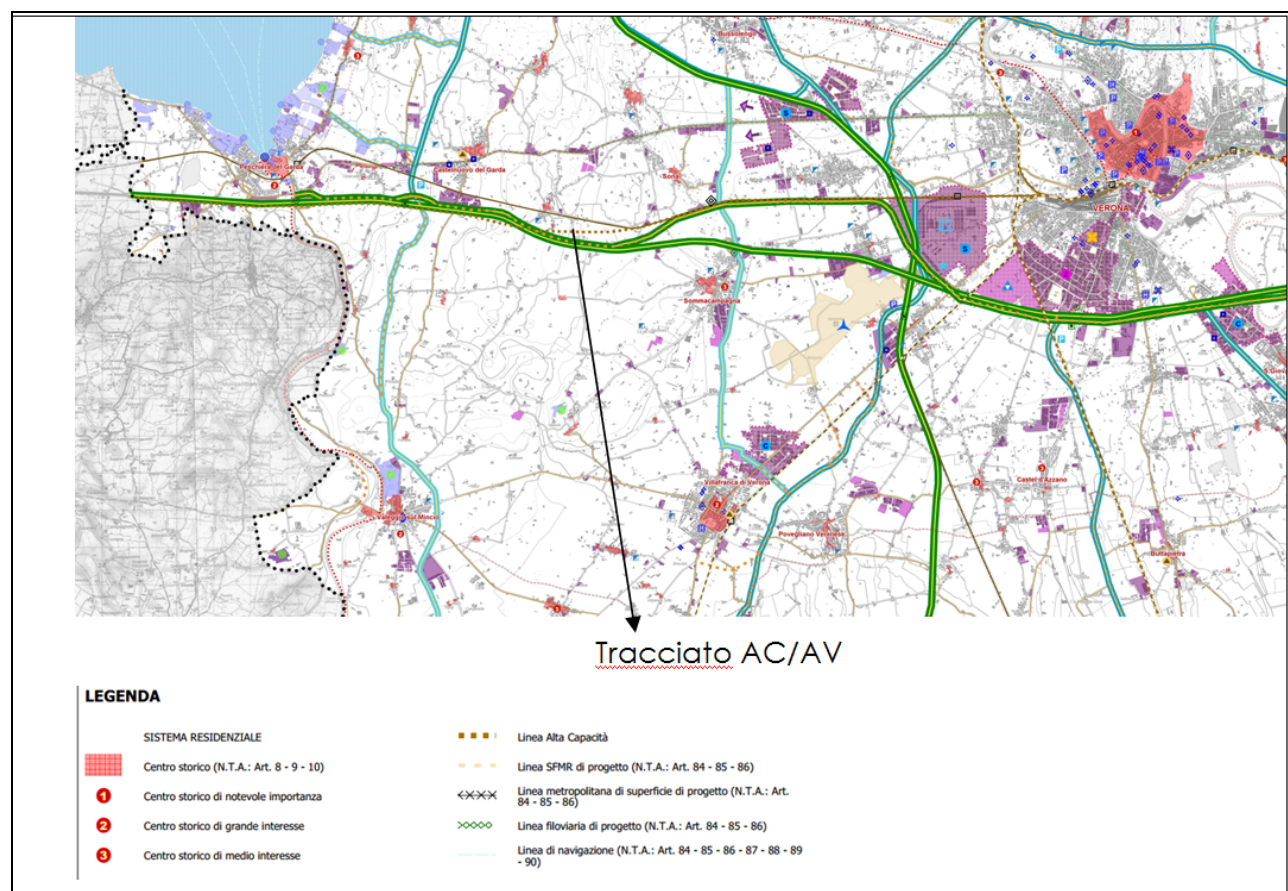 Bussolengo
Peschiera del Garda
Castelnuovo del Garda
Sona
VERONA
Sommacampagna
Villafranca di Verona
Valeggio sul Mincio
Povegliano Veronese
Castel d'Azzano
Buttapietra
S.Giova
Tracciato AC/AV
LEGENDA
SISTEMA RESIDENZIALE
Centro storico (N.T.A.: Art. 8 - 9 - 10)
1 Centro storico di notevole importanza
2 Centro storico di grande interesse
3 Centro storico di medio interesse
Linea Alta Capacità
Linea SFMR di progetto (N.T.A.: Art. 84 - 85 - 86)
Linea metropolitana di superficie di progetto (N.T.A.: Art.
84 - 85 - 86)
Linea filoviaria di progetto (N.T.A.: Art. 84 - 85 - 86)
Linea di navigazione (N.T.A.: Art. 84 - 85 - 86 - 87 - 88 - 89
- 90)